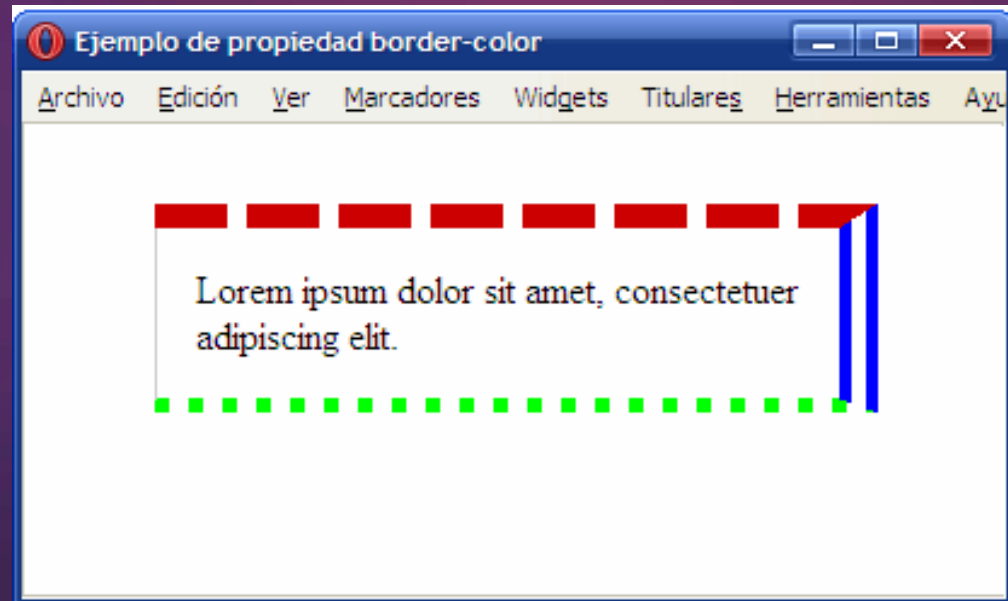 Ejemplo de propiedad border-color
Archivo Edición Ver Marcadores Widgets Titulares Herramientas Ayu
Lorem ipsum dolor sit amet, consectetuer
adipiscing elit.